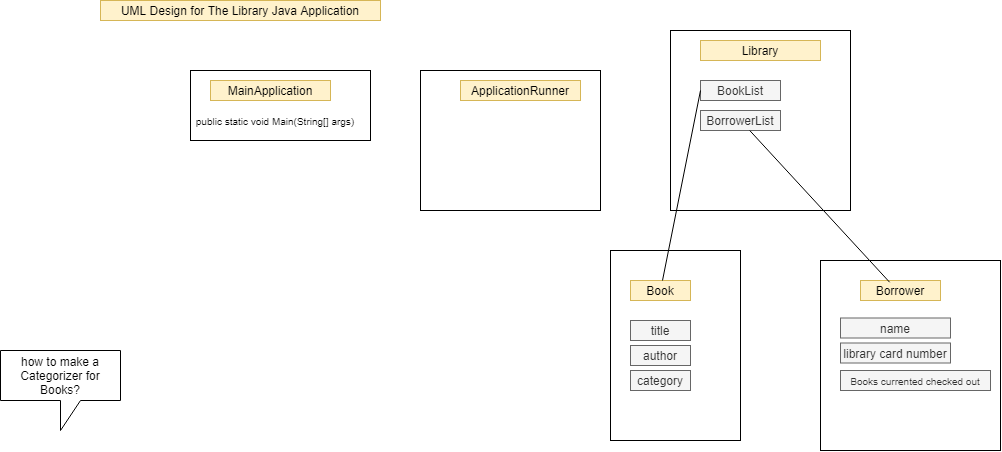 UML Design for The Library Java Application
MainApplication
public static void Main(String[] args)
ApplicationRunner
Library
BookList
BorrowerList
Book
title
author
category
Borrower
name
library card number
Books currented checked out
how to make a
Categorizer for
Books?